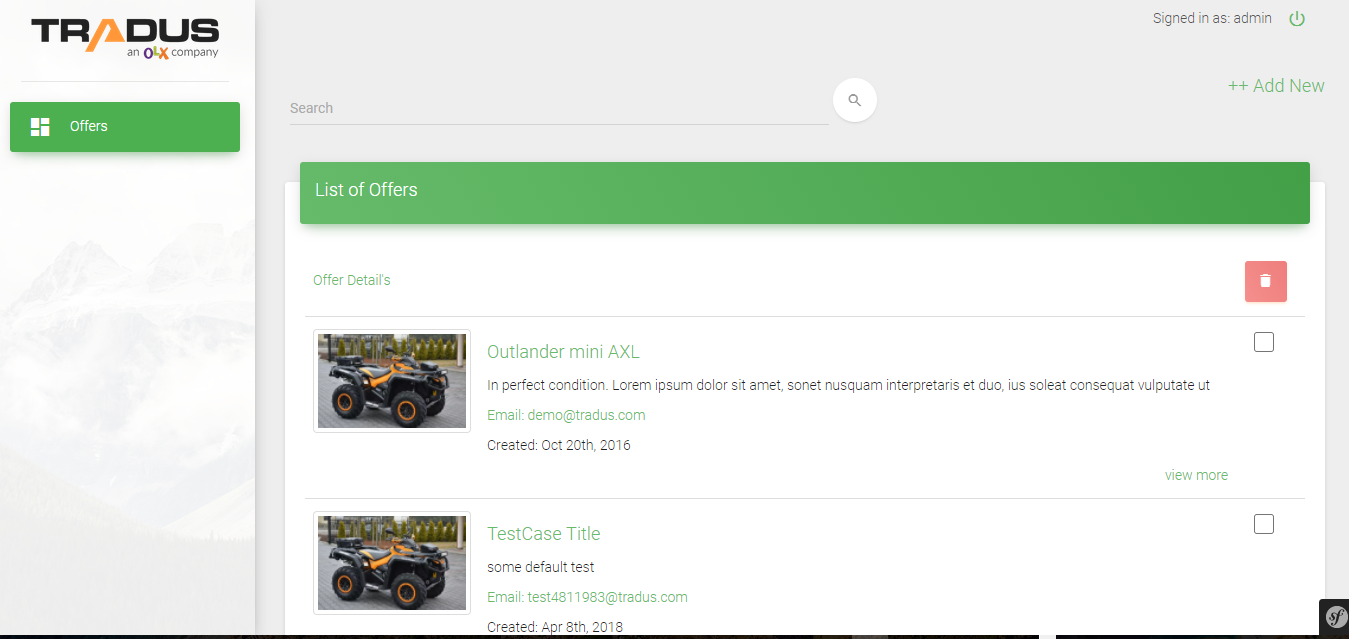 TRADUS
an OLX company
Signed in as: admin
Search
++ Add New
Offers
List of Offers
Offer Detail's
Outlander mini AXL
In perfect condition. Lorem ipsum dolor sit amet, sonet nusquam interpretaris et duo, ius soleat consequat vulputate ut
Email: demo@tradus.com
Created: Oct 20th, 2016
view more
TestCase Title
some default test
Email: test4811983@tradus.com
Created: Apr 8th, 2018
sf